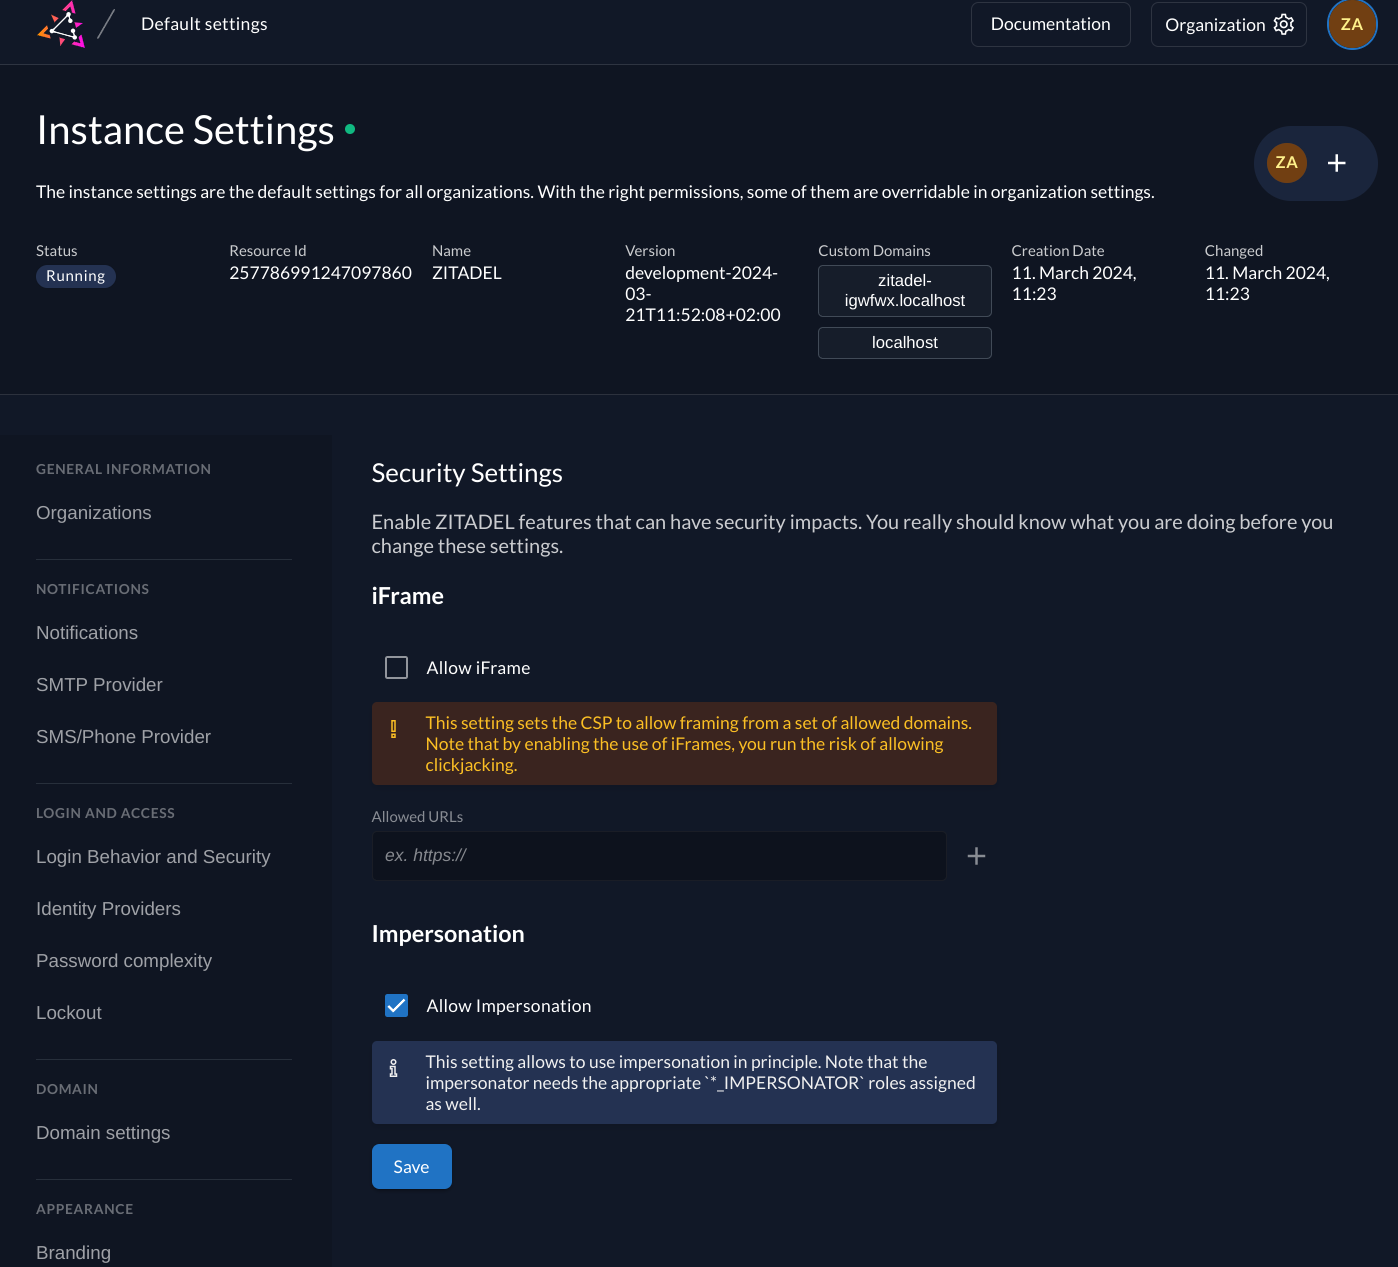 Default settings
Documentation
Organization
ZA
Instance Settings
ZA
The instance settings are the default settings for all organizations. With the right permissions, some of them are overridable in organization settings.
Status
Running
Resource Id
257786991247097860
Name
ZITADEL
Version
development-2024-
03-
21T11:52:08+02:00
Custom Domains
zitadel-
igwfwx.localhost
localhost
Creation Date
11. March 2024,
11:23
Changed
11. March 2024,
11:23
GENERAL INFORMATION
Organizations
NOTIFICATIONS
Notifications
SMTP Provider
SMS/Phone Provider
LOGIN AND ACCESS
Login Behavior and Security
Identity Providers
Password complexity
Lockout
DOMAIN
Domain settings
APPEARANCE
Branding
Security Settings
Enable ZITADEL features that can have security impacts. You really should know what you are doing before you
change these settings.
iFrame
Allow iFrame
This setting sets the CSP to allow framing from a set of allowed domains.
Note that by enabling the use of iFrames, you run the risk of allowing
clickjacking.
Allowed URLs
ex. https://
Impersonation
Allow Impersonation
This setting allows to use impersonation in principle. Note that the
impersonator needs the appropriate `*_IMPERSONATOR` roles assigned
as well.
Save